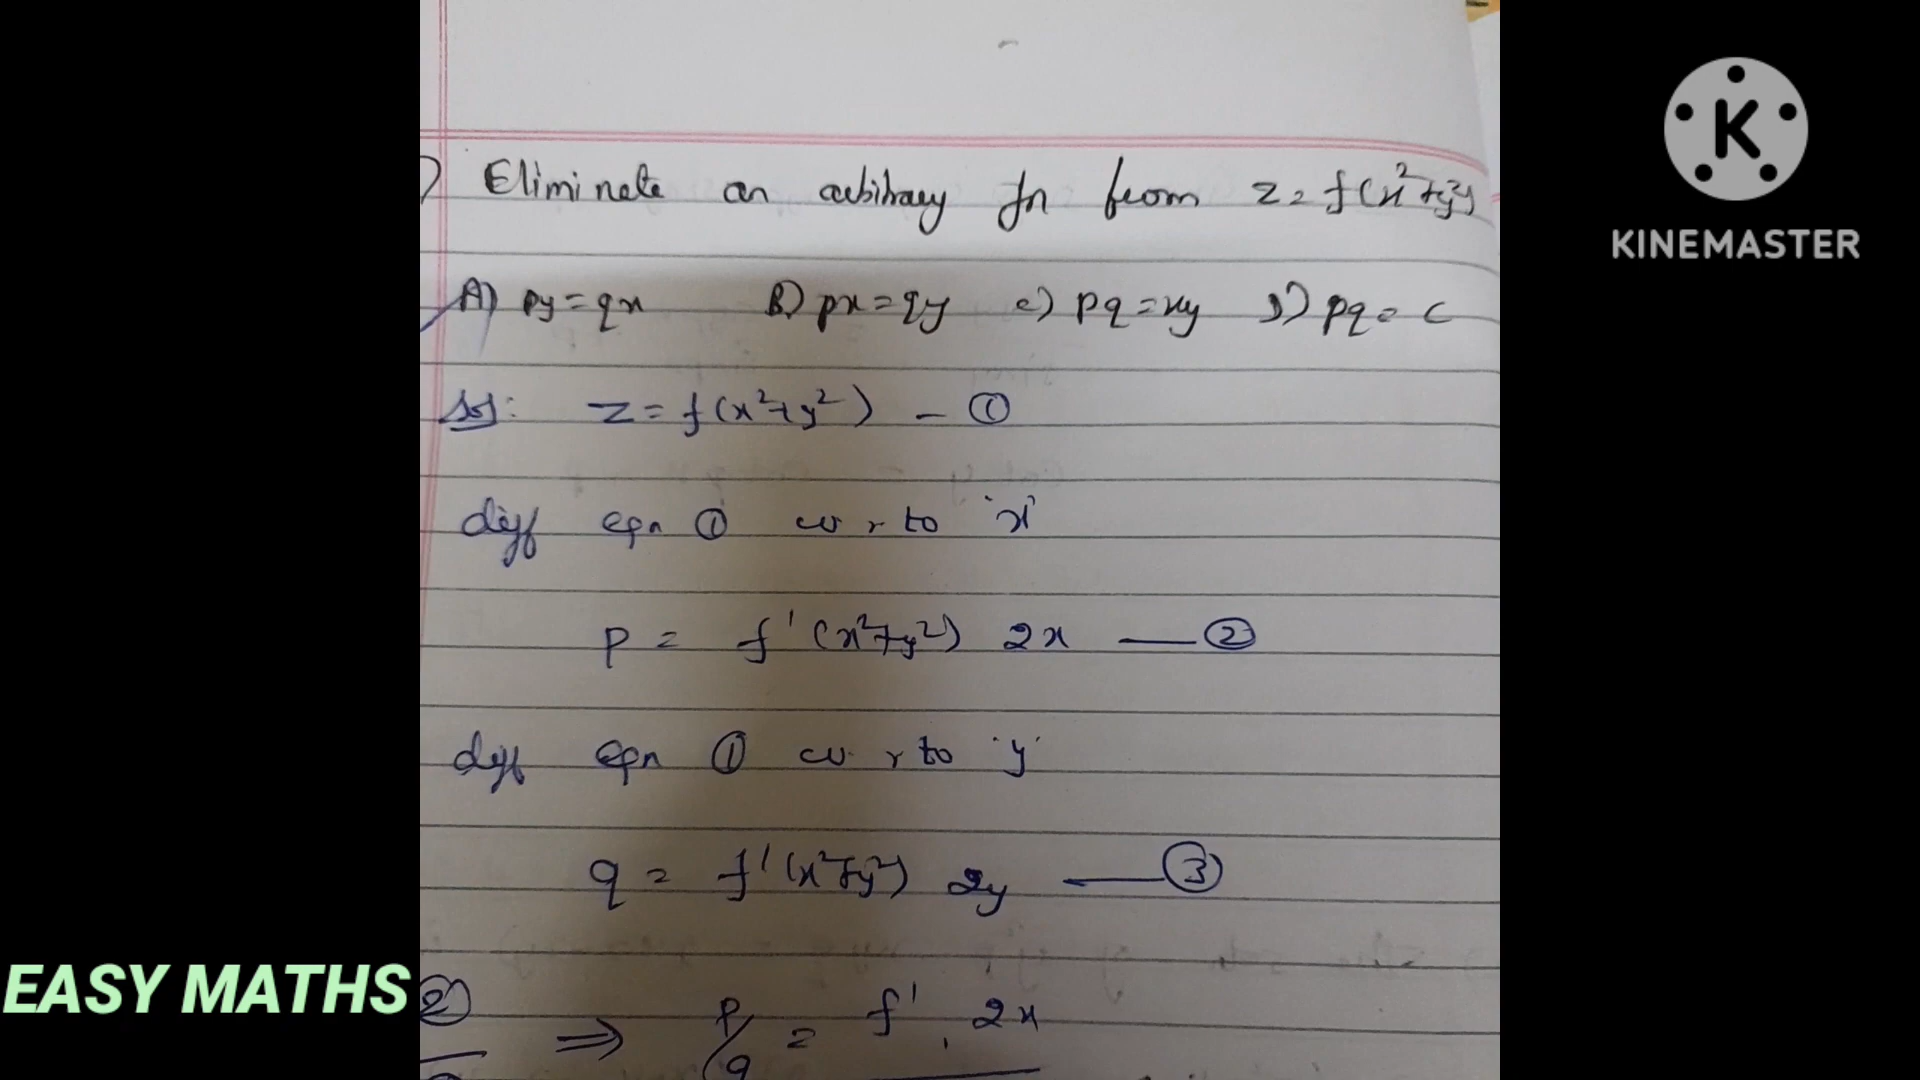 ) Eliminate an arbitrary fn from z = f(x²+y²)
A) py = qx B) px = qy c) pq = xy D) pq = c
Sol: z = f(x²+y²) - ①
diff eqn ① w r to 'x'
p = f'(x²+y²) 2x — ②
diff eqn ① w r to 'y'
q = f'(x²+y²) 2y — ③
② ⇒ p/q = f' . 2x
K
KINEMASTER
EASY MATHS